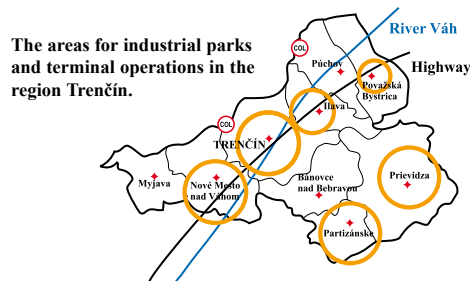 The areas for industrial parks
and terminal operations in the
region Trenčín.
River Váh
Highway
COL
Púchov
Považská
Bystrica
Ilava
COL
TRENČÍN
Myjava
Nové Mesto
nad Váhom
Bánovce
nad Bebravou
Prievidza
Partizánske